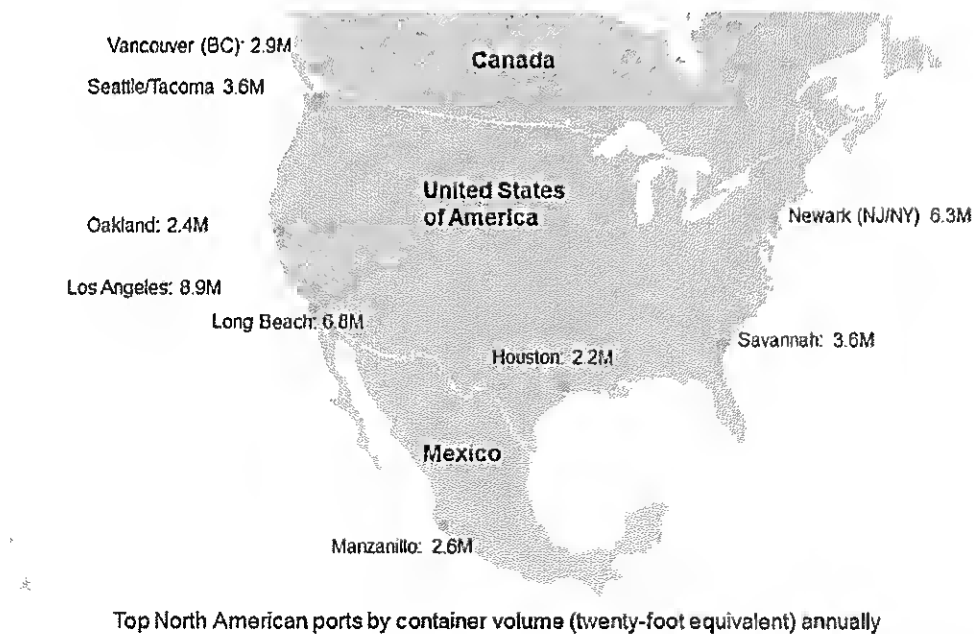 Vancouver (BC): 2.9M
Canada
Seattle/Tacoma 3.6M
United States
of America
Newark (NJ/NY) 6.3M
Oakland: 2.4M
Los Angeles: 8.9M
Long Beach: 6.8M
Savannah: 3.6M
Houston: 2.2M
Mexico
Manzanillo: 2.6M
Top North American ports by container volume (twenty-foot equivalent) annually